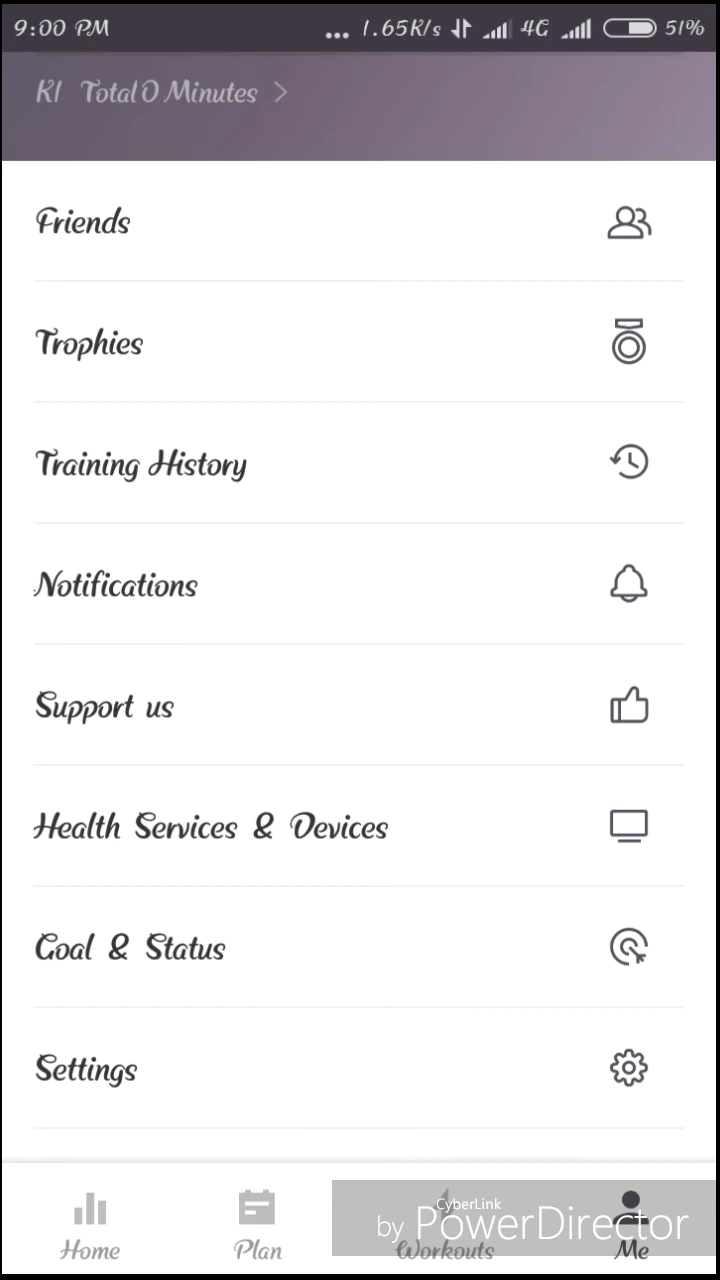 9:00 PM ... 1.65K/s 4G 51%
K1 Total 0 Minutes >
Friends
Trophies
Training History
Notifications
Support us
Health Services & Devices
Goal & Status
Settings
CyberLink
by PowerDirector
Home Plan Workouts Me